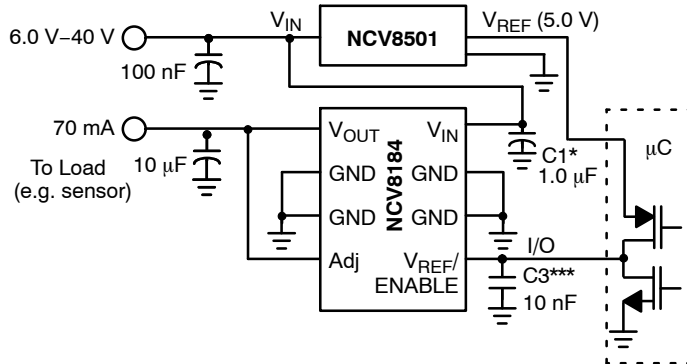 6.0 V–40 V
V_IN
NCV8501
V_REF (5.0 V)
100 nF
70 mA
10 µF
To Load
(e.g. sensor)
V_OUT
V_IN
GND
GND
GND
GND
NCV8184
Adj
V_REF/
ENABLE
C1*
1.0 µF
µC
I/O
C3***
10 nF